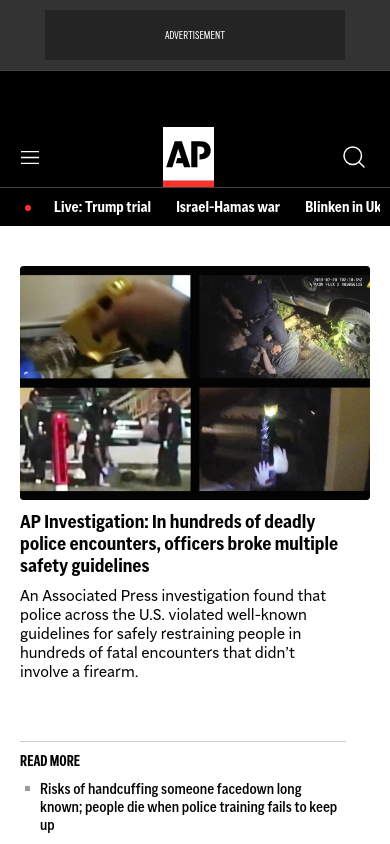 ADVERTISEMENT
AP
Live: Trump trial
Israel-Hamas war
Blinken in Uk
AP Investigation: In hundreds of deadly
police encounters, officers broke multiple
safety guidelines
An Associated Press investigation found that
police across the U.S. violated well-known
guidelines for safely restraining people in
hundreds of fatal encounters that didn't
involve a firearm.
READ MORE
Risks of handcuffing someone facedown long
known; people die when police training fails to keep
up